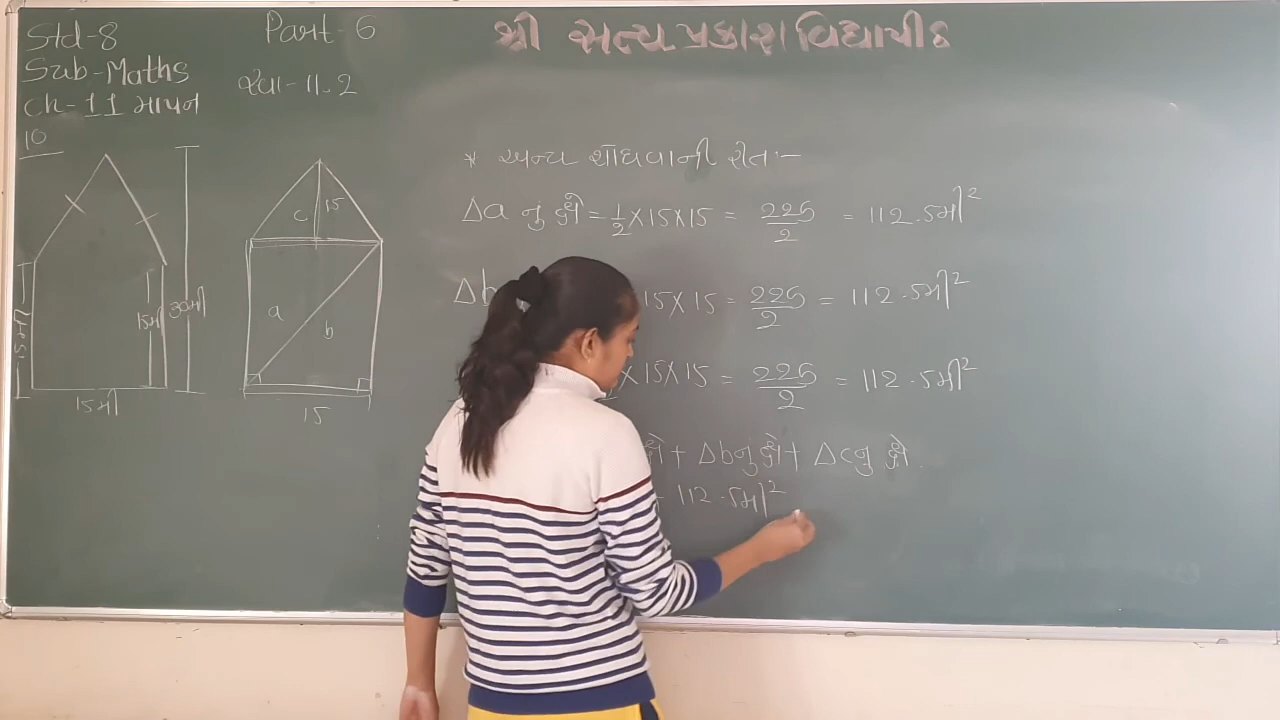 Std-8
Part-6
શ્રી સત્ય પ્રકાશ વિદ્યાપીઠ
Sub-Maths
Ch-11 માપન
સ્વા-11.2
10
* અન્ય શોધવાની રીત:-
Δa નું ક્ષે = 1/2 X 15 X 15 = 225/2 = 112.5મી²
Δb 15 X 15 = 225/2 = 112.5મી²
X 15 X 15 = 225/2 = 112.5મી²
ક્ષે + Δb નું ક્ષે + Δc નું ક્ષે
112.5મી²
15મી
15મી
30મી
15મી
c
15
a
b
15